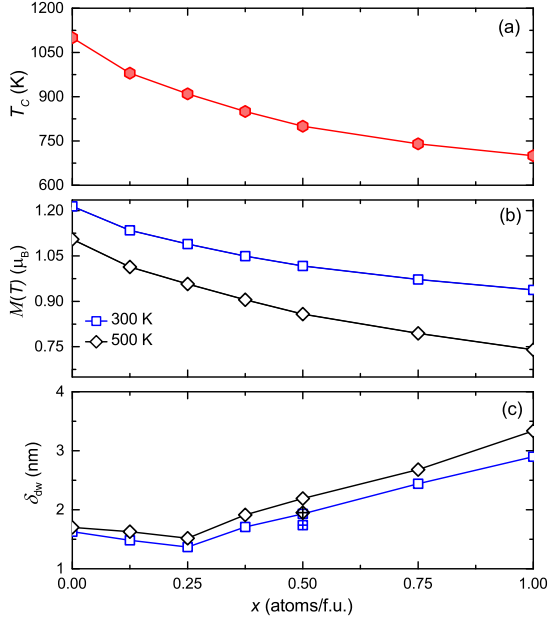 (a)
1200
1050
900
750
600
T_C (K)
(b)
1.20
1.05
0.90
0.75
M(T) (μ_B)
300 K
500 K
(c)
4
3
2
1
δ_dw (nm)
0.00 0.25 0.50 0.75 1.00
x (atoms/f.u.)